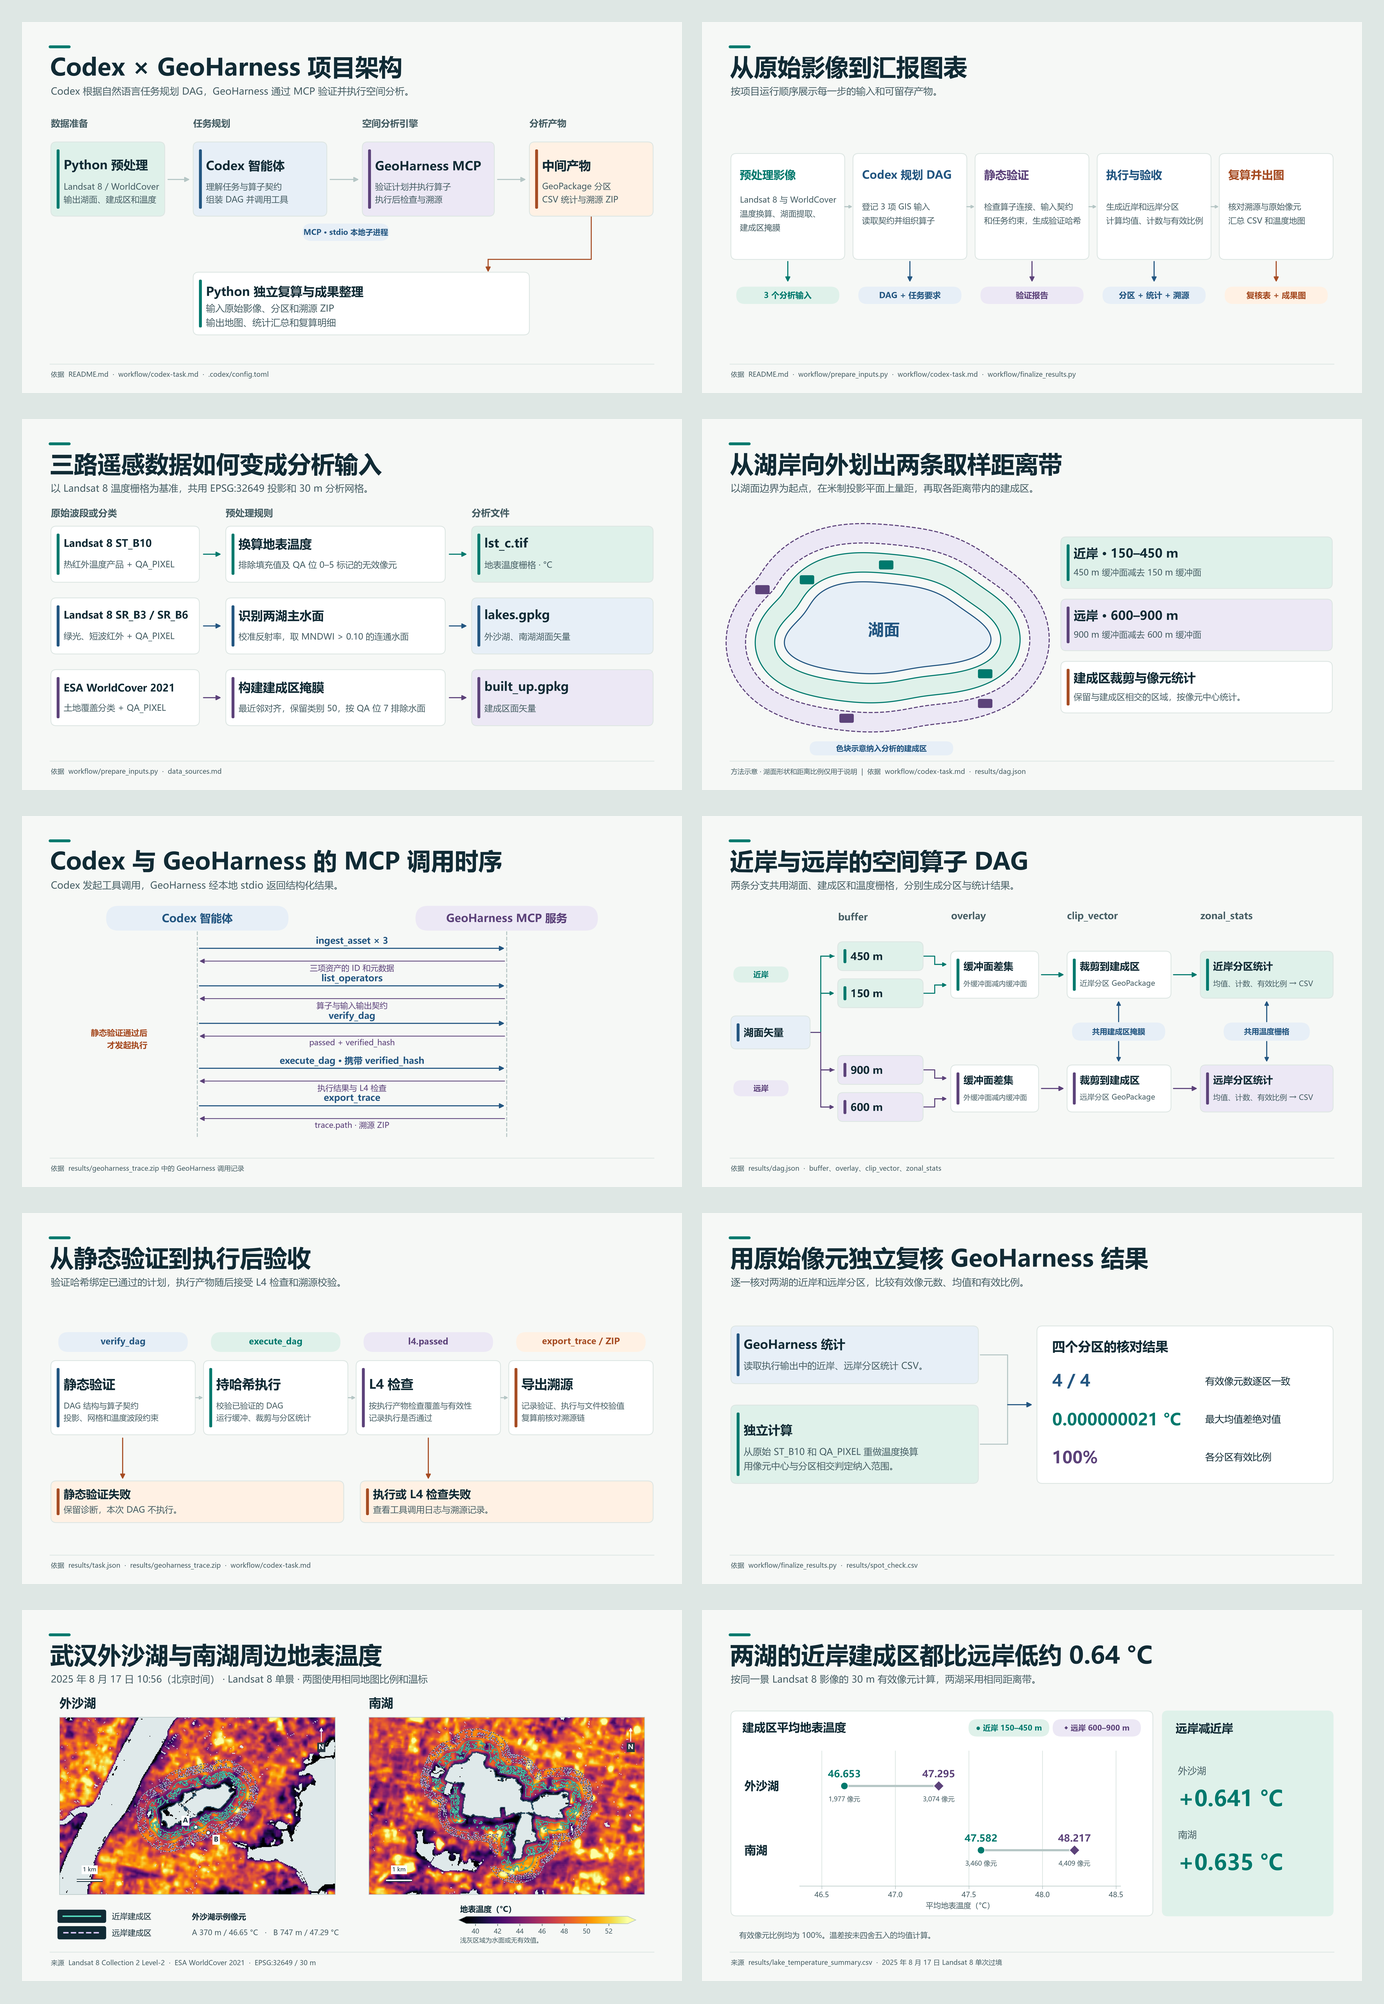 Codex × GeoHarness 项目架构
Codex 根据自然语言任务规划 DAG，GeoHarness 通过 MCP 验证并执行空间分析。
数据准备
任务规划
空间分析引擎
分析产物
Python 预处理
Landsat 8 / WorldCover
输出湖面、建成区和温度
Codex 智能体
理解任务与算子契约
组装 DAG 并调用工具
GeoHarness MCP
验证计划并执行算子
执行后检查与溯源
中间产物
GeoPackage 分区
CSV 统计与溯源 ZIP
MCP • stdio 本地子进程
Python 独立复算与成果整理
输入原始影像、分区和溯源 ZIP
输出地图、统计汇总和复算明细
依据 README.md · workflow/codex-task.md · .codex/config.toml
从原始影像到汇报图表
按项目运行顺序展示每一步的输入和可留存产物。
预处理影像
Landsat 8 与 WorldCover
温度换算、湖面提取、
建成区掩膜
Codex 规划 DAG
登记 3 项 GIS 输入
读取契约并组织算子
静态验证
检查算子连接、输入契约
和任务约束，生成验证哈希
执行与验收
生成近岸和远岸分区
计算均值、计数与有效比例
复算并出图
核对溯源与原始像元
汇总 CSV 和温度地图
3 个分析输入
DAG + 任务要求
验证报告
分区 + 统计 + 溯源
复核表 + 成果图
依据 README.md · workflow/prepare_inputs.py · workflow/codex-task.md · workflow/finalize_results.py
三路遥感数据如何变成分析输入
以 Landsat 8 温度栅格为基准，共用 EPSG:32649 投影和 30 m 分析网格。
原始波段或分类
预处理规则
分析文件
Landsat 8 ST_B10
热红外温度产品 + QA_PIXEL
换算地表温度
排除填充值及 QA 位 0–5 标记的无效像元
lst_c.tif
地表温度栅格 · °C
Landsat 8 SR_B3 / SR_B6
绿光、短波红外 + QA_PIXEL
识别两湖主水面
校准反射率，取 MNDWI > 0.10 的连通水面
lakes.gpkg
外沙湖、南湖湖面矢量
ESA WorldCover 2021
土地覆盖分类 + QA_PIXEL
构建建成区掩膜
最近邻对齐，保留类别 50，按 QA 位 7 排除水面
built_up.gpkg
建成区面矢量
依据 workflow/prepare_inputs.py · data_sources.md
从湖岸向外划出两条取样距离带
以湖面边界为起点，在米制投影平面上量距，再取各距离带内的建成区。
湖面
色块示意纳入分析的建成区
近岸 • 150–450 m
450 m 缓冲面减去 150 m 缓冲面
远岸 • 600–900 m
900 m 缓冲面减去 600 m 缓冲面
建成区裁剪与像元统计
保留与建成区相交的区域，按像元中心统计。
方法示意 · 湖面形状和距离比例仅用于说明 | 依据 workflow/codex-task.md · results/dag.json
Codex 与 GeoHarness 的 MCP 调用时序
Codex 发起工具调用，GeoHarness 经本地 stdio 返回结构化结果。
Codex 智能体
GeoHarness MCP 服务
ingest_asset × 3
三项资产的 ID 和元数据
list_operators
算子与输入输出契约
verify_dag
passed + verified_hash
静态验证通过后
才发起执行
execute_dag • 携带 verified_hash
执行结果与 L4 检查
export_trace
trace.path · 溯源 ZIP
依据 results/geoharness_trace.zip 中的 GeoHarness 调用记录
近岸与远岸的空间算子 DAG
两条分支共用湖面、建成区和温度栅格，分别生成分区与统计结果。
buffer
overlay
clip_vector
zonal_stats
近岸
湖面矢量
远岸
450 m
150 m
900 m
600 m
缓冲面差集
外缓冲面减内缓冲面
裁剪到建成区
近岸分区 GeoPackage
近岸分区统计
均值、计数、有效比例 → CSV
共用建成区掩膜
共用温度栅格
缓冲面差集
外缓冲面减内缓冲面
裁剪到建成区
远岸分区 GeoPackage
远岸分区统计
均值、计数、有效比例 → CSV
依据 results/dag.json · buffer、overlay、clip_vector、zonal_stats
从静态验证到执行后验收
验证哈希绑定已通过的计划，执行产物随后接受 L4 检查和溯源校验。
verify_dag
execute_dag
l4.passed
export_trace / ZIP
静态验证
DAG 结构与算子契约
投影、网格和温度波段约束
持哈希执行
校验已验证的 DAG
运行缓冲、裁剪与分区统计
L4 检查
按执行产物检查覆盖与有效性
记录执行是否通过
导出溯源
记录验证、执行与文件校验值
复算前核对溯源链
静态验证失败
保留诊断，本次 DAG 不执行。
执行或 L4 检查失败
查看工具调用日志与溯源记录。
依据 results/task.json · results/geoharness_trace.zip · workflow/codex-task.md
用原始像元独立复核 GeoHarness 结果
逐一核对两湖的近岸和远岸分区，比较有效像元数、均值和有效比例。
GeoHarness 统计
读取执行输出中的近岸、远岸分区统计 CSV。
独立计算
从原始 ST_B10 和 QA_PIXEL 重做温度换算
用像元中心与分区相交判定纳入范围。
四个分区的核对结果
4 / 4
有效像元数逐区一致
0.000000021 °C
最大均值差绝对值
100%
各分区有效比例
依据 workflow/finalize_results.py · results/spot_check.csv
武汉外沙湖与南湖周边地表温度
2025 年 8 月 17 日 10:56（北京时间） · Landsat 8 单景 · 两图使用相同地图比例和温标
外沙湖
南湖
N
A
B
1 km
N
1 km
近岸建成区
远岸建成区
外沙湖示例像元
A 370 m / 46.65 °C · B 747 m / 47.29 °C
地表温度（°C）
40 42 44 46 48 50 52
浅灰区域为水面或无有效值。
来源 Landsat 8 Collection 2 Level-2 · ESA WorldCover 2021 · EPSG:32649 / 30 m
两湖的近岸建成区都比远岸低约 0.64 °C
按同一景 Landsat 8 影像的 30 m 有效像元计算，两湖采用相同距离带。
建成区平均地表温度
● 近岸 150–450 m
◆ 远岸 600–900 m
外沙湖
46.653
1,977 像元
47.295
3,074 像元
南湖
47.582
3,460 像元
48.217
4,409 像元
46.5 47.0 47.5 48.0 48.5
平均地表温度（°C）
远岸减近岸
外沙湖
+0.641 °C
南湖
+0.635 °C
有效像元比例均为 100%。温差按未四舍五入的均值计算。
来源 results/lake_temperature_summary.csv · 2025 年 8 月 17 日 Landsat 8 单次过境